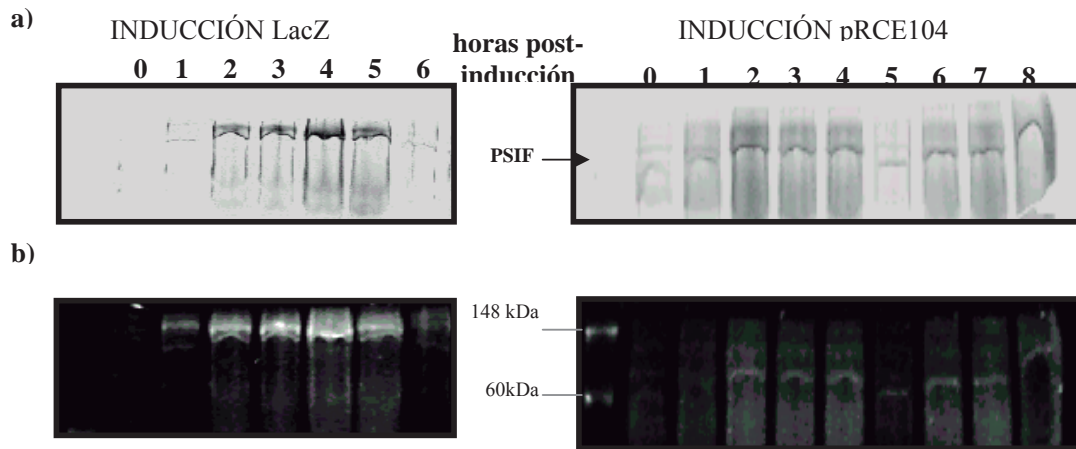 a)
INDUCCIÓN LacZ
horas post-
inducción
INDUCCIÓN pRCE104
0 1 2 3 4 5 6
0 1 2 3 4 5 6 7 8
PSIF
b)
148 kDa
60kDa